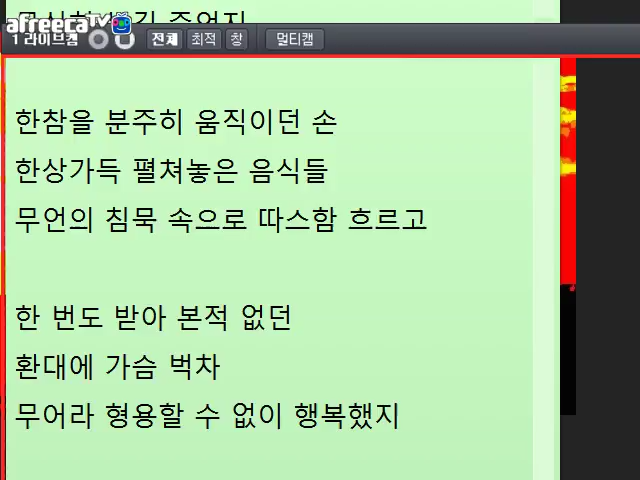 afreecaTV
1 라이브캠 전체 최적 창 멀티캠
한참을 분주히 움직이던 손
한상가득 펼쳐놓은 음식들
무언의 침묵 속으로 따스함 흐르고
한 번도 받아 본적 없던
환대에 가슴 벅차
무어라 형용할 수 없이 행복했지